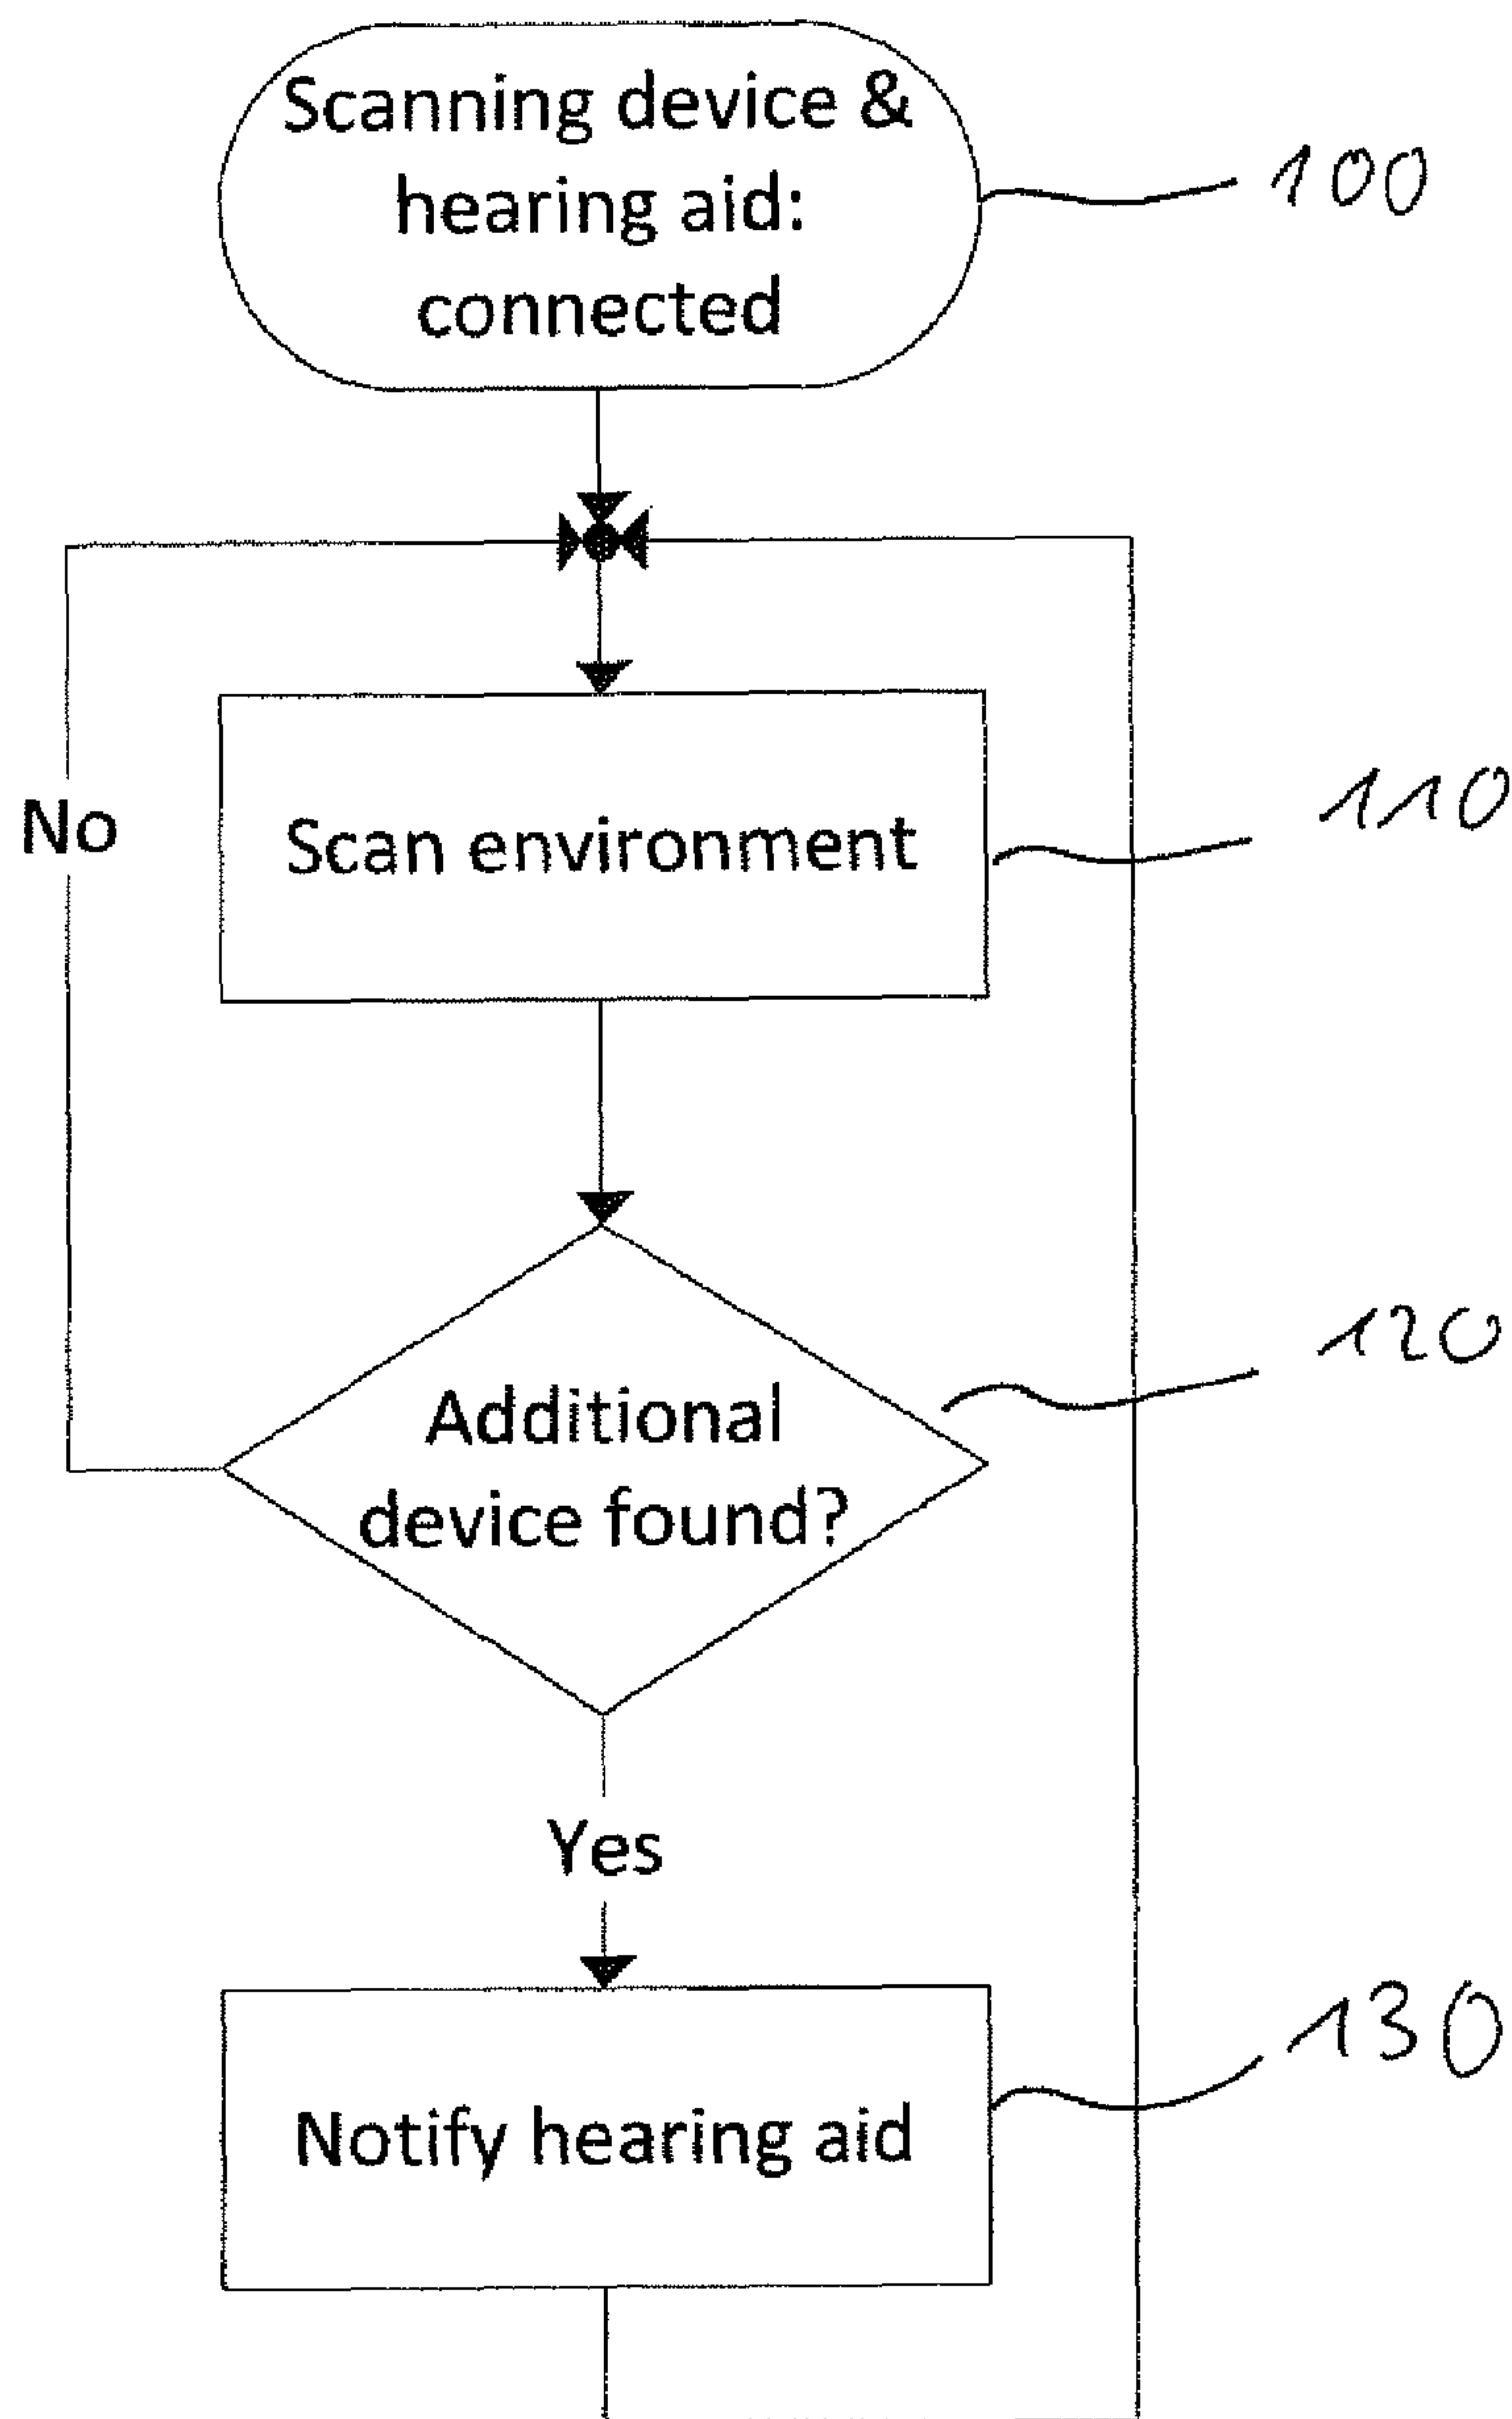 Scanning device &
hearing aid:
connected
100
No
Scan environment
110
Additional
device found?
120
Yes
Notify hearing aid
130